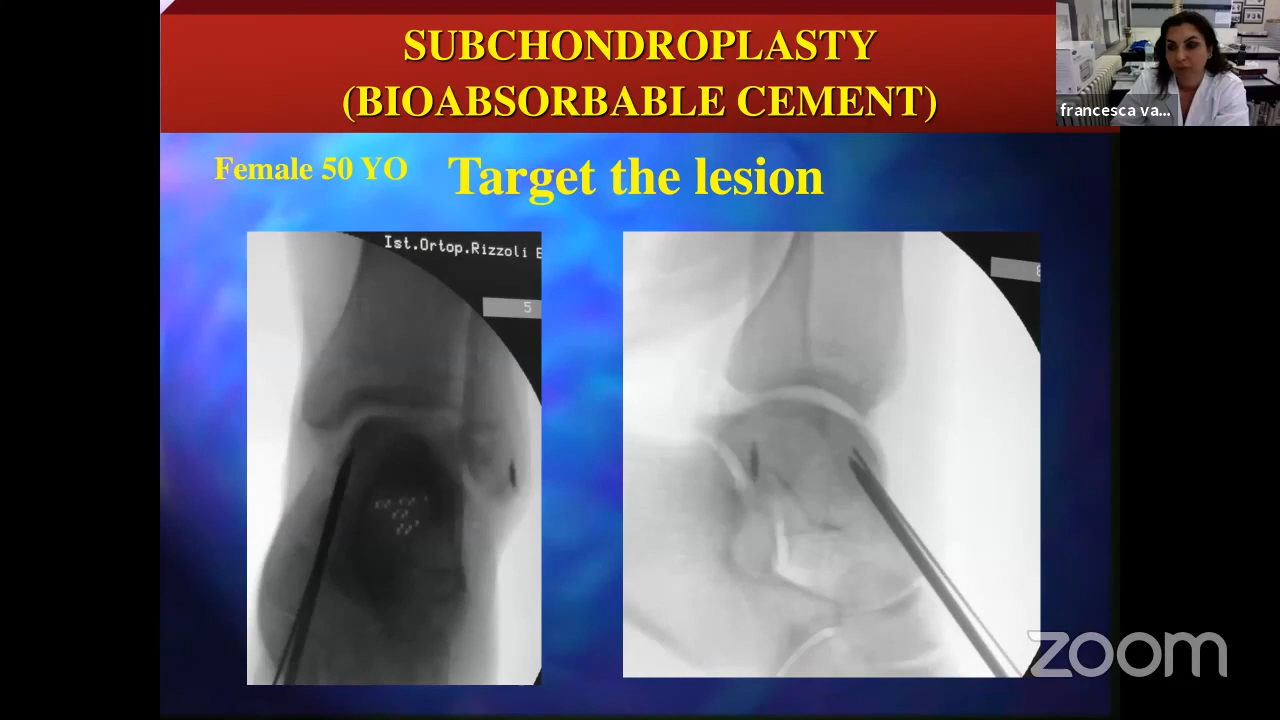 SUBCHONDROPLASTY
(BIOABSORBABLE CEMENT)
francesca va...
Female 50 YO
Target the lesion
Ist.Ortop.Rizzoli
5
zoom